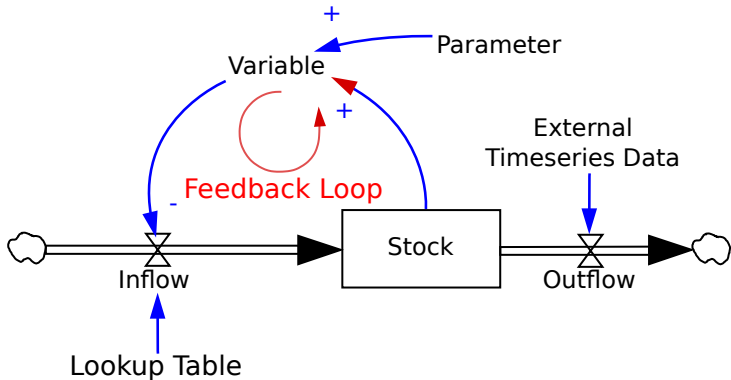 +
Parameter
Variable
+
External
Timeseries Data
Feedback Loop
-
Stock
Inflow
Outflow
Lookup Table